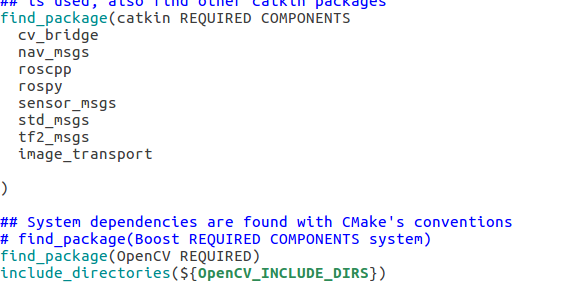 ## is used, also find other catkin packages
find_package(catkin REQUIRED COMPONENTS
  cv_bridge
  nav_msgs
  roscpp
  rospy
  sensor_msgs
  std_msgs
  tf2_msgs
  image_transport
)
## System dependencies are found with CMake's conventions
# find_package(Boost REQUIRED COMPONENTS system)
find_package(OpenCV REQUIRED)
include_directories(${OpenCV_INCLUDE_DIRS})